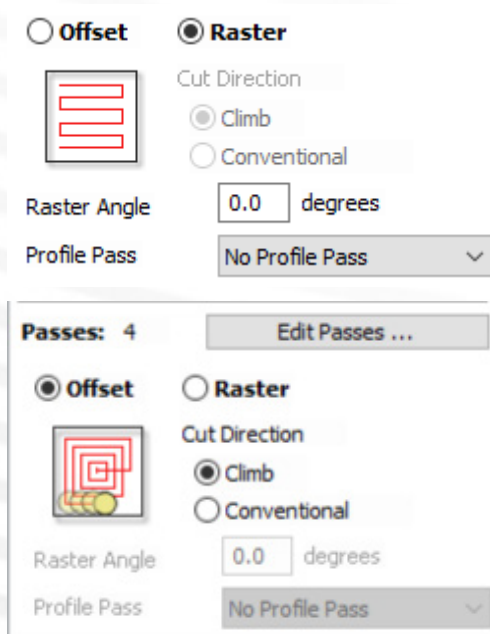 Offset Raster
Cut Direction
Climb
Conventional
Raster Angle 0.0 degrees
Profile Pass No Profile Pass
Passes: 4 Edit Passes ...
Offset Raster
Cut Direction
Climb
Conventional
Raster Angle 0.0 degrees
Profile Pass No Profile Pass